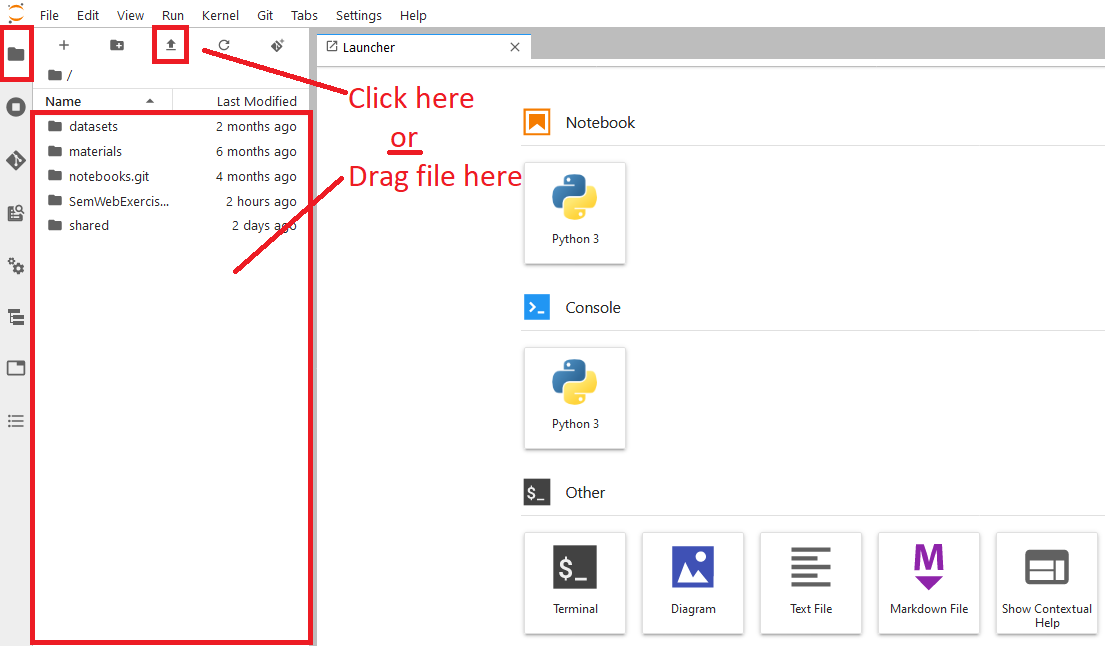 File Edit View Run Kernel Git Tabs Settings Help
Launcher
/
Name Last Modified
datasets 2 months ago
materials 6 months ago
notebooks.git 4 months ago
SemWebExercis... 2 hours ago
shared 2 days ago
Click here
or
Drag file here
Notebook
Python 3
Console
Python 3
$_ Other
$_
Terminal
Diagram
Text File
M
Markdown File
Show Contextual
Help